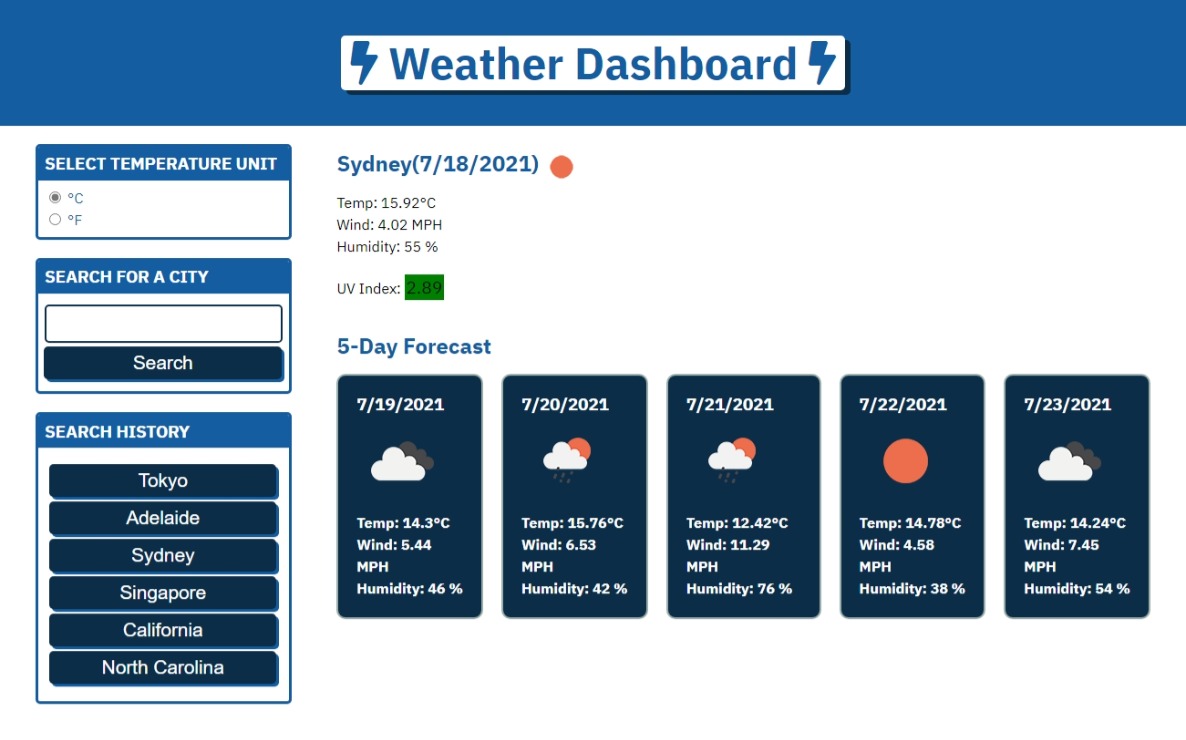 Weather Dashboard
SELECT TEMPERATURE UNIT
°C
°F
SEARCH FOR A CITY
Search
SEARCH HISTORY
Tokyo
Adelaide
Sydney
Singapore
California
North Carolina
Sydney(7/18/2021)
Temp: 15.92°C
Wind: 4.02 MPH
Humidity: 55 %
UV Index: 2.89
5-Day Forecast
7/19/2021
Temp: 14.3°C
Wind: 5.44
MPH
Humidity: 46 %
7/20/2021
Temp: 15.76°C
Wind: 6.53
MPH
Humidity: 42 %
7/21/2021
Temp: 12.42°C
Wind: 11.29
MPH
Humidity: 76 %
7/22/2021
Temp: 14.78°C
Wind: 4.58
MPH
Humidity: 38 %
7/23/2021
Temp: 14.24°C
Wind: 7.45
MPH
Humidity: 54 %